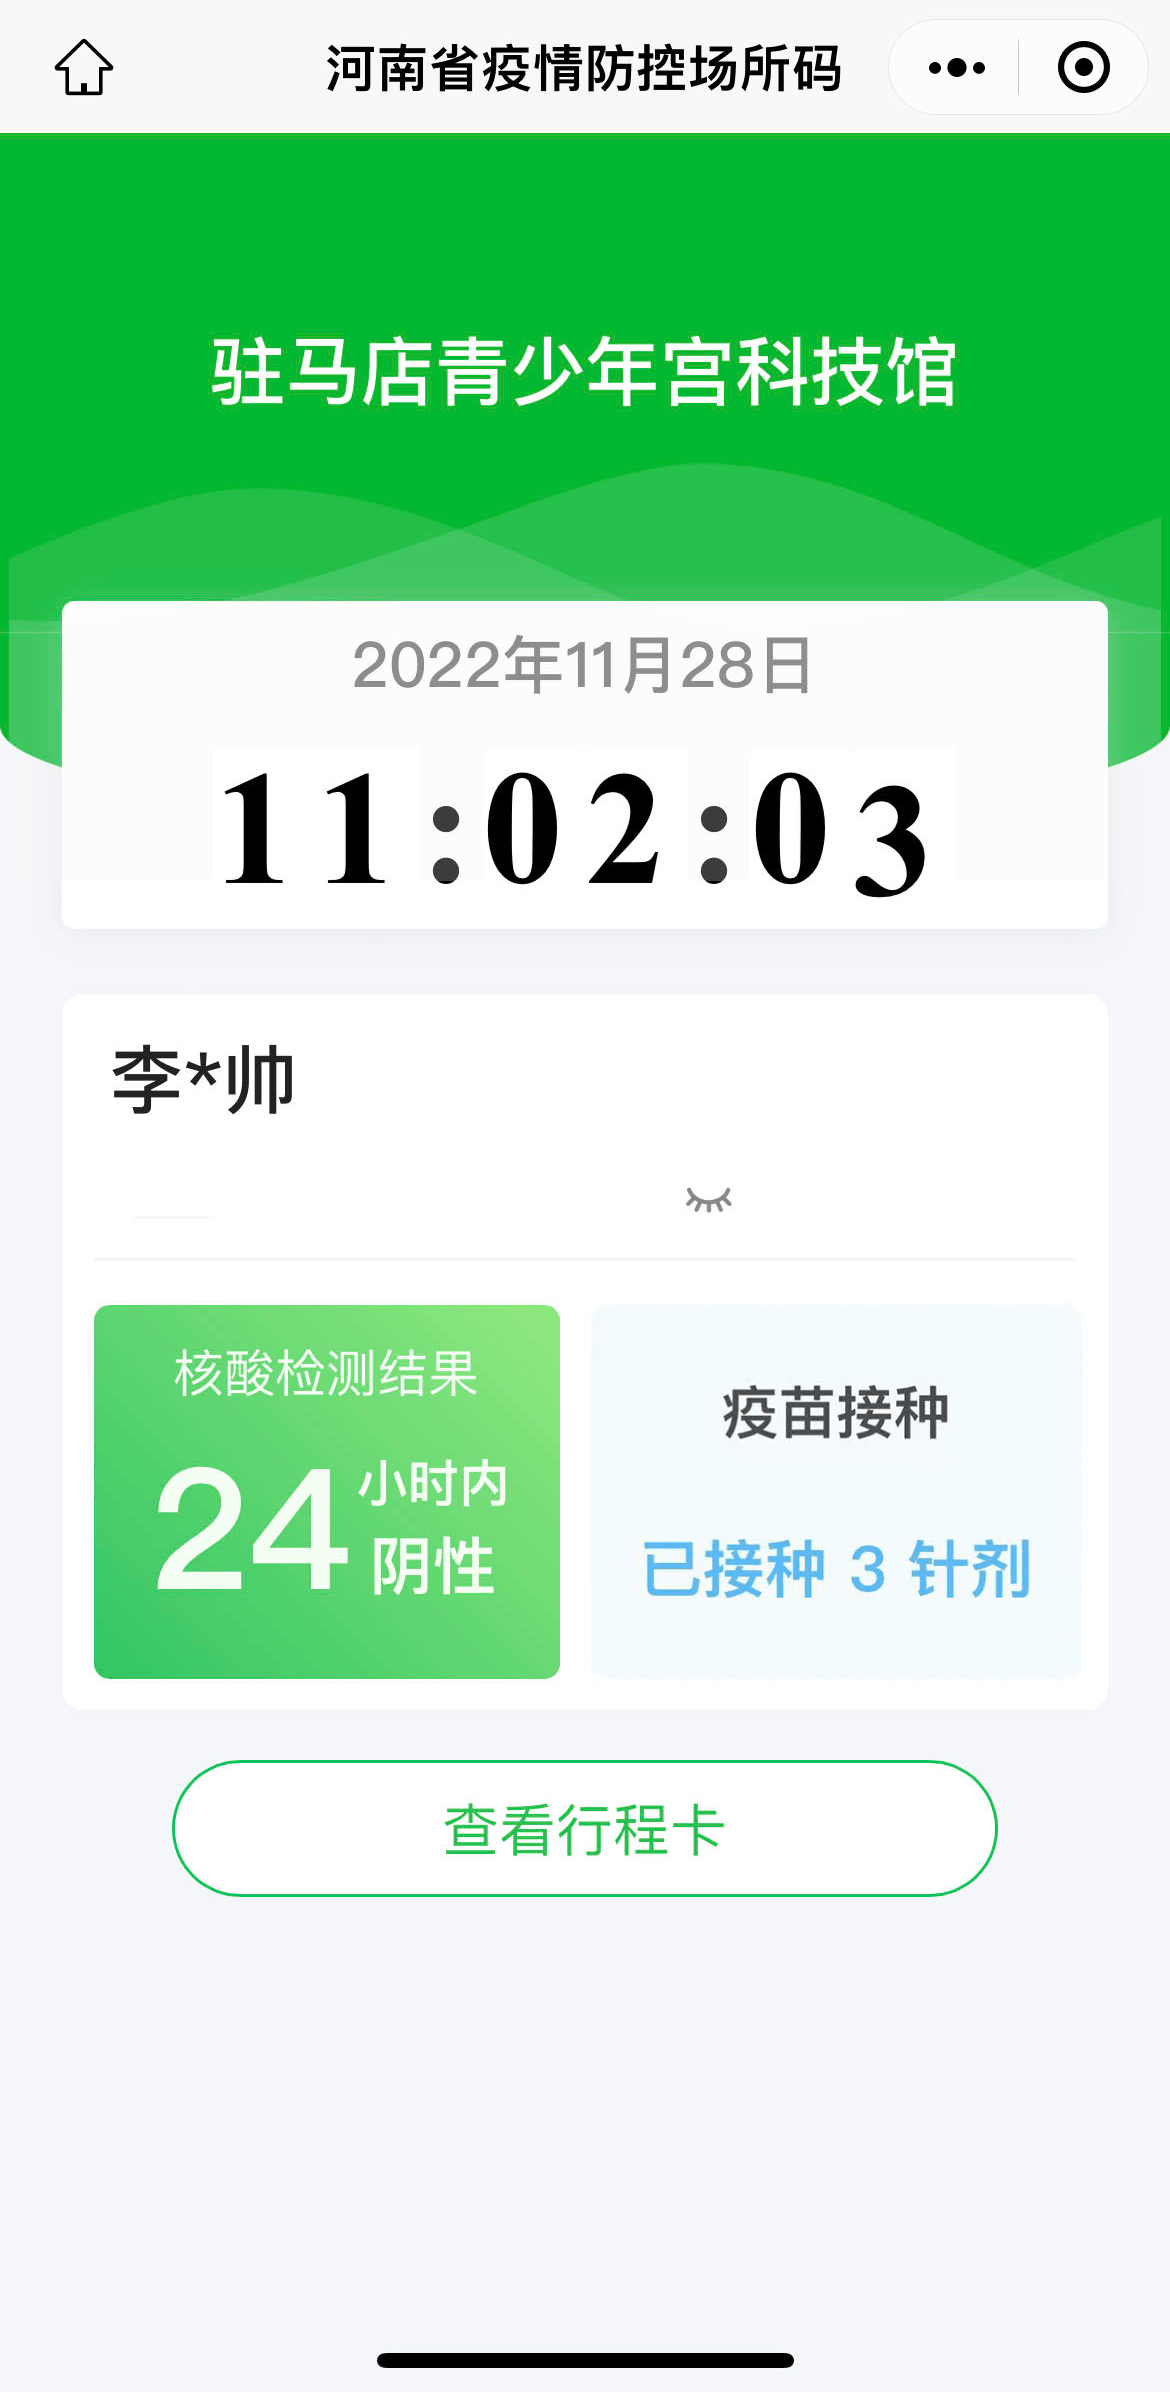 河南省疫情防控场所码
驻马店青少年宫科技馆
2022年11月28日
11:02:03
李*帅
核酸检测结果
24 小时内
阴性
疫苗接种
已接种 3 针剂
查看行程卡